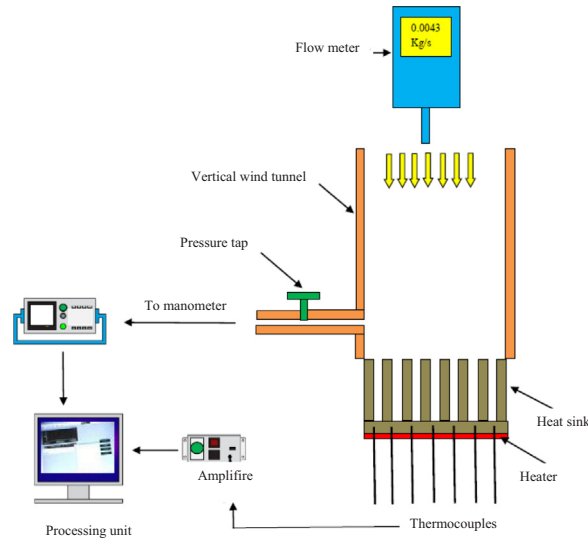 0.0043
Kg/s
Flow meter
Vertical wind tunnel
Pressure tap
To manometer
Heat sink
Amplifire
Heater
Thermocouples
Processing unit